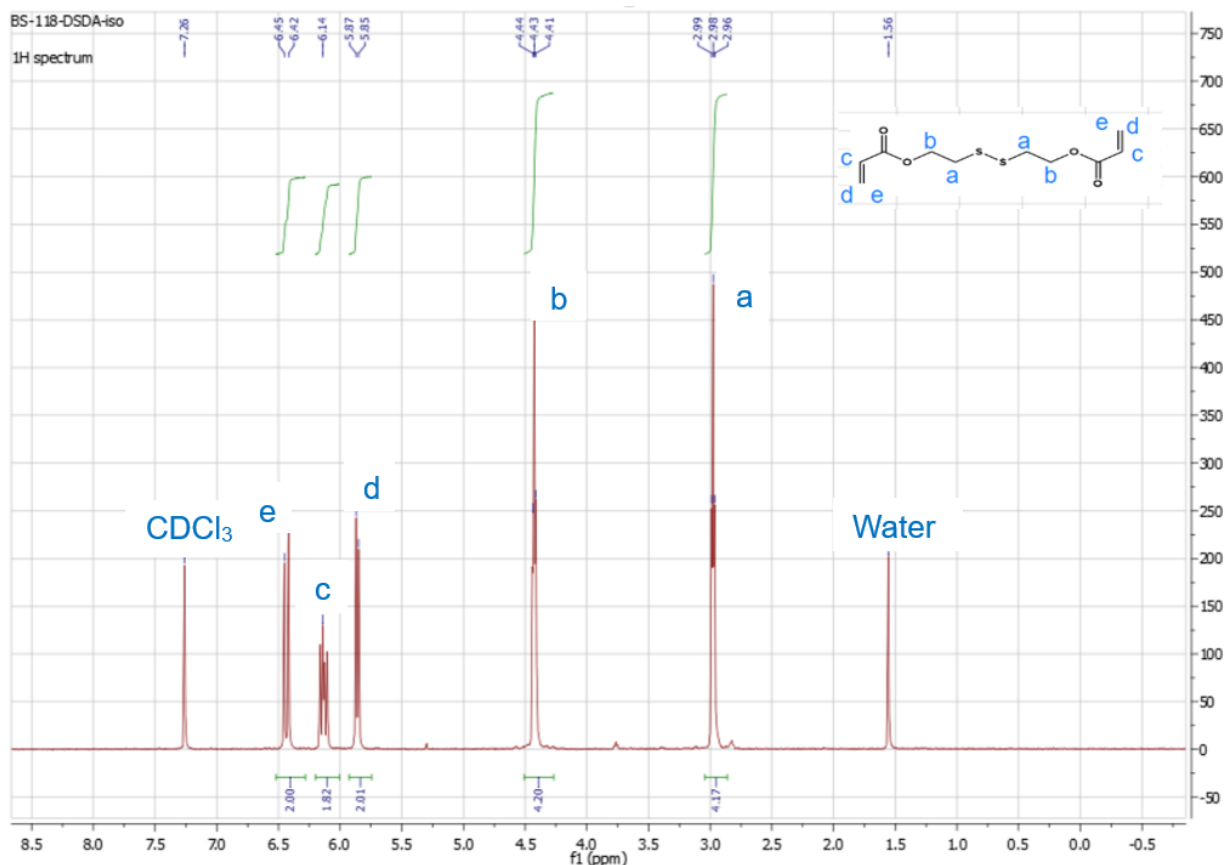 BS-118-DSDA-iso
1H spectrum
7.26
6.45
6.42
6.14
5.87
5.85
4.44
4.43
4.41
2.99
2.98
2.96
1.56
750
700
650
600
550
500
450
400
350
300
250
200
150
100
50
0
-50
O
b
S
a
e
d
c
O
S
O
c
a
b
d
e
O
b
a
d
CDCl₃
e
Water
c
2.00
1.82
2.01
4.20
4.17
8.5 8.0 7.5 7.0 6.5 6.0 5.5 5.0 4.5 4.0 3.5 3.0 2.5 2.0 1.5 1.0 0.5 0.0 -0.5
f1 (ppm)